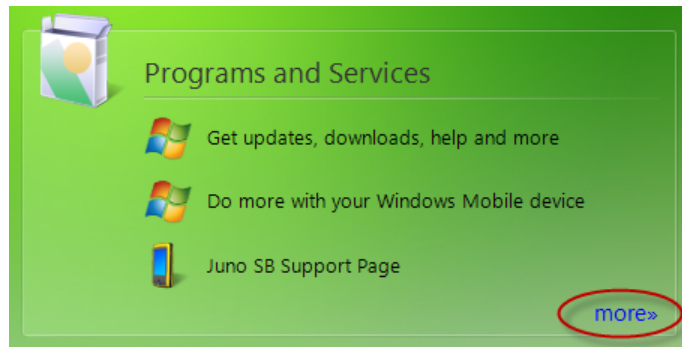 Programs and Services
Get updates, downloads, help and more
Do more with your Windows Mobile device
Juno SB Support Page
more»